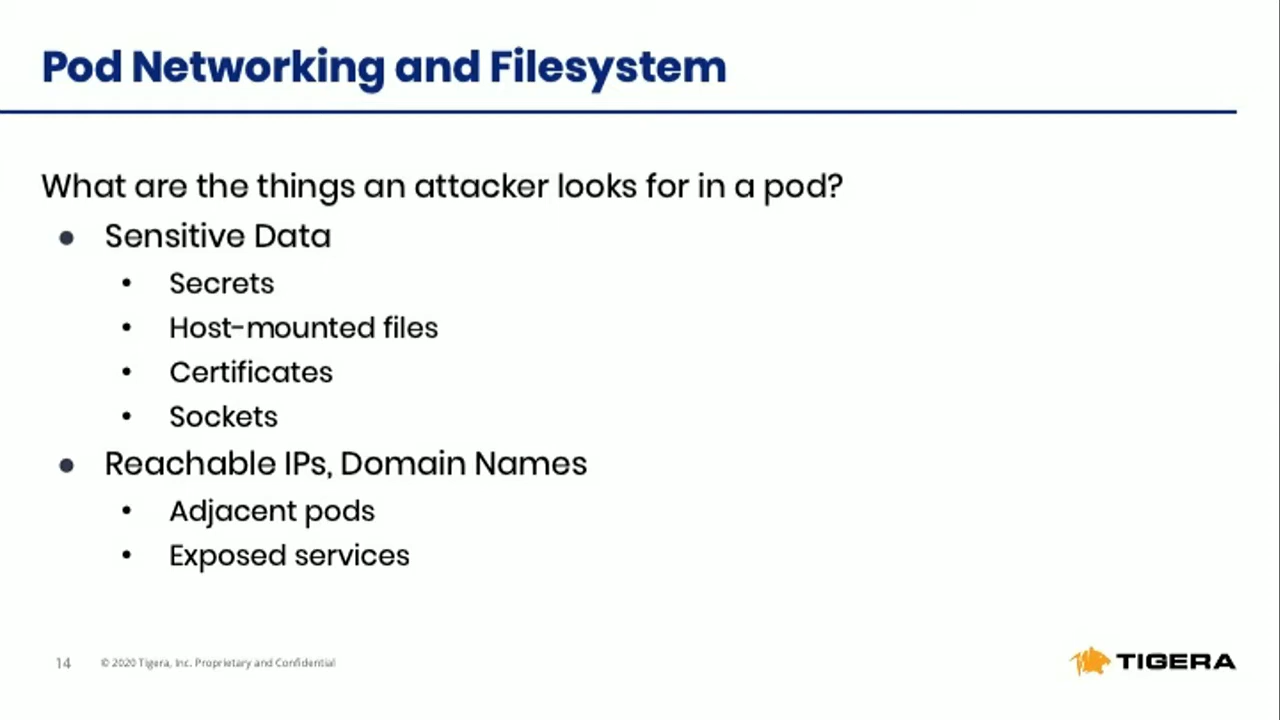 Pod Networking and Filesystem
What are the things an attacker looks for in a pod?
● Sensitive Data
• Secrets
• Host-mounted files
• Certificates
• Sockets
● Reachable IPs, Domain Names
• Adjacent pods
• Exposed services
14 © 2020 Tigera, Inc. Proprietary and Confidential
TIGERA